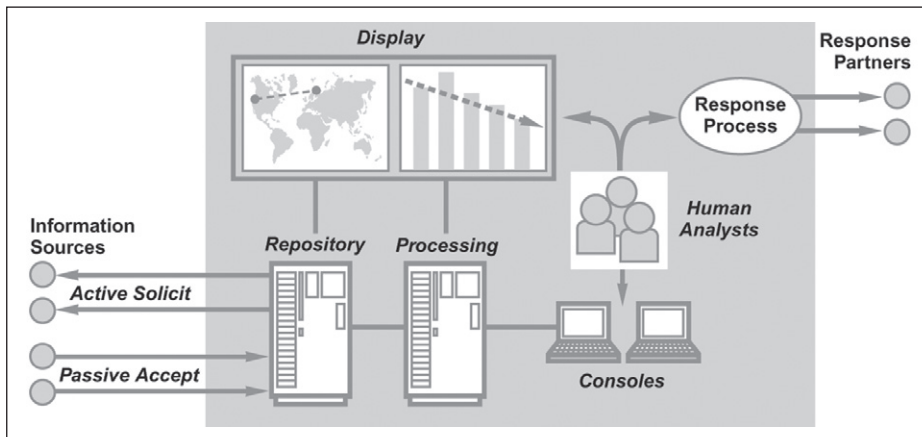 Display
Response
Partners
Response
Process
Information
Sources
Repository
Processing
Human
Analysts
Active Solicit
Passive Accept
Consoles